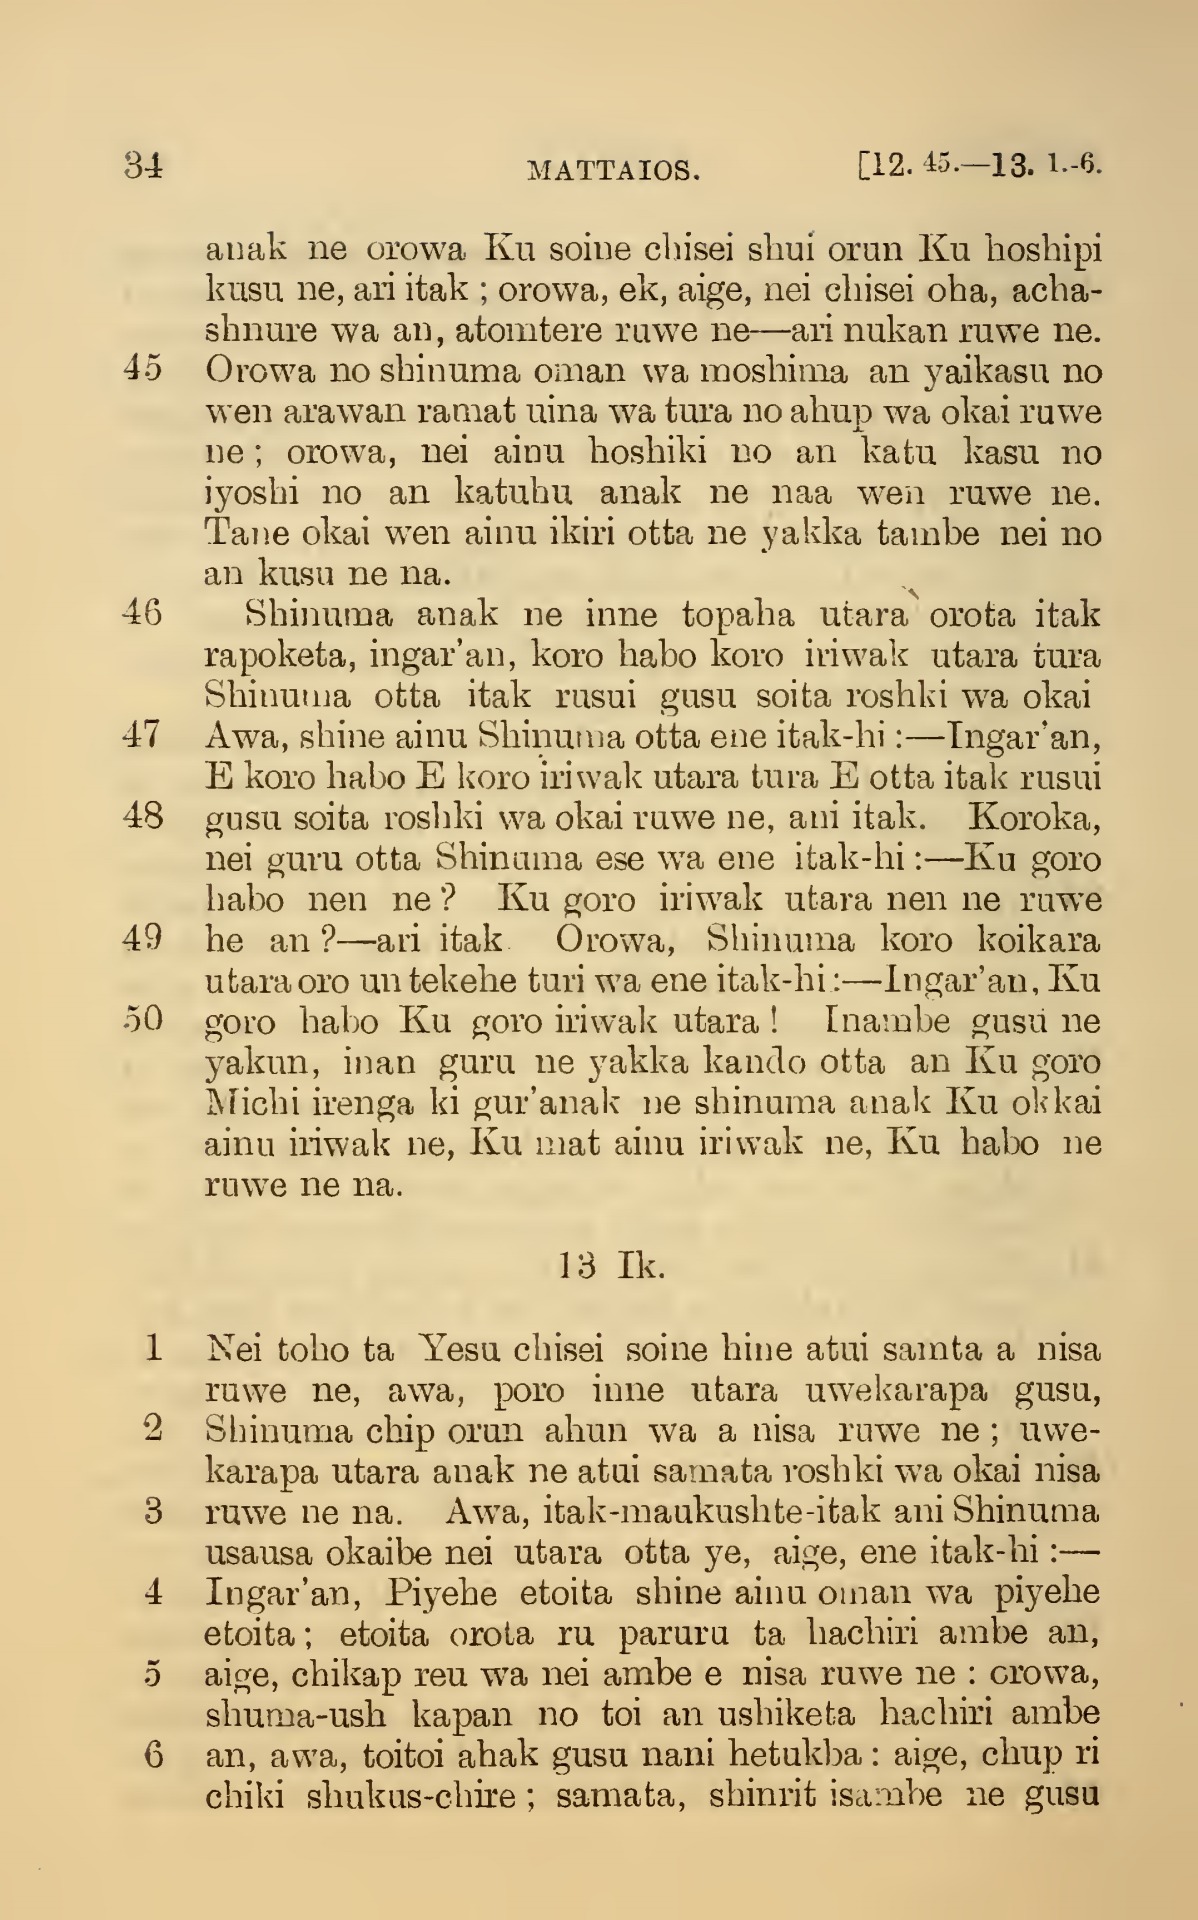 34 MATTAIOS. [12. 45.—13. 1.-6.
anak ne orowa Ku soine chisei shui orun Ku hoshipi
kusu ne, ari itak ; orowa, ek, aige, nei chisei oha, acha-
shnure wa an, atomtere ruwe ne—ari nukan ruwe ne.
45 Orowa no shinuma oman wa moshima an yaikasu no
wen arawan ramat uina wa tura no ahup wa okai ruwe
ne ; orowa, nei ainu hoshiki no an katu kasu no
iyoshi no an katuhu anak ne naa wen ruwe ne.
Tane okai wen ainu ikiri otta ne yakka tambe nei no
an kusu ne na.
46 Shinuma anak ne inne topaha utara orota itak
rapoketa, ingar'an, koro habo koro iriwak utara tura
Shinuma otta itak rusui gusu soita roshki wa okai
47 Awa, shine ainu Shinuma otta ene itak-hi :—Ingar'an,
E koro habo E koro iriwak utara tura E otta itak rusui
48 gusu soita roshki wa okai ruwe ne, ani itak. Koroka,
nei guru otta Shinuma ese wa ene itak-hi :—Ku goro
habo nen ne ? Ku goro iriwak utara nen ne ruwe
49 he an ?—ari itak Orowa, Shinuma koro koikara
utara oro un tekehe turi wa ene itak-hi :—Ingar'an, Ku
50 goro habo Ku goro iriwak utara ! Inambe gusu ne
yakun, inan guru ne yakka kando otta an Ku goro
Michi irenga ki gur'anak ne shinuma anak Ku okkai
ainu iriwak ne, Ku mat ainu iriwak ne, Ku habo ne
ruwe ne na.
13 Ik.
1 Nei toho ta Yesu chisei soine hine atui samta a nisa
ruwe ne, awa, poro inne utara uwekarapa gusu,
2 Shinuma chip orun ahun wa a nisa ruwe ne ; uwe-
karapa utara anak ne atui samata roshki wa okai nisa
3 ruwe ne na. Awa, itak-maukushte-itak ani Shinuma
usausa okaibe nei utara otta ye, aige, ene itak-hi :—
4 Ingar'an, Piyehe etoita shine ainu oman wa piyehe
etoita ; etoita orota ru paruru ta hachiri ambe an,
5 aige, chikap reu wa nei ambe e nisa ruwe ne : orowa,
shuma-ush kapan no toi an ushiketa hachiri ambe
6 an, awa, toitoi ahak gusu nani hetukba : aige, chup ri
chiki shukus-chire ; samata, shinrit isambe ne gusu